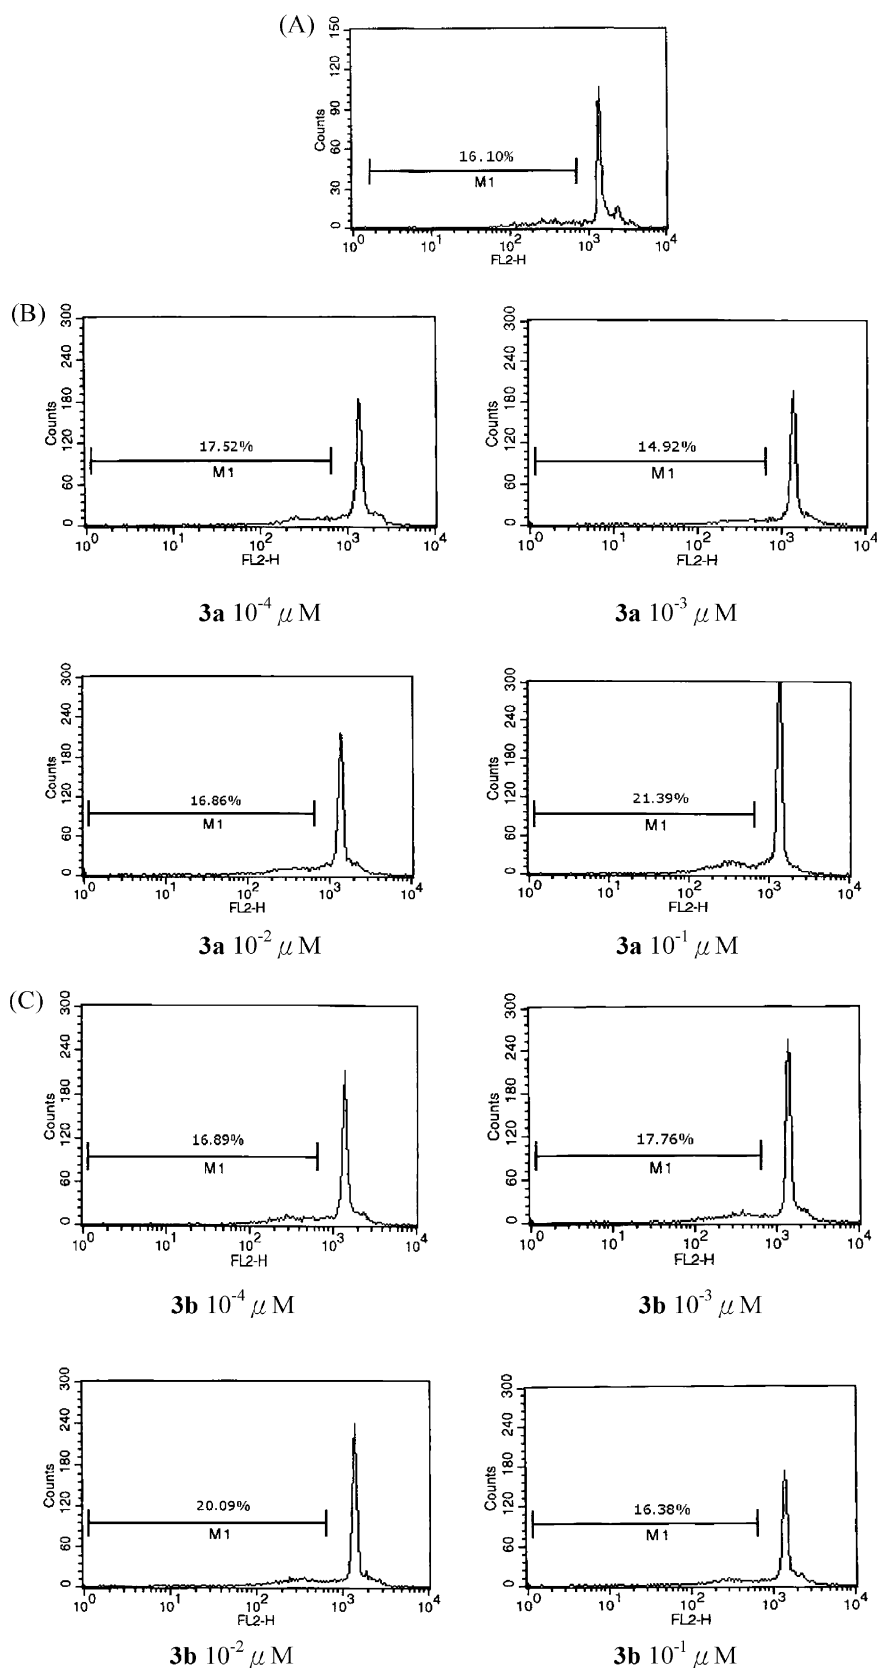 (A)
150
120
90
60
30
0
Counts
16.10%
M1
10^0 10^1 10^2 10^3 10^4
FL2-H
(B)
300
240
180
120
60
0
Counts
17.52%
M1
10^0 10^1 10^2 10^3 10^4
FL2-H
3a 10^-4 μM
300
240
180
120
60
0
Counts
14.92%
M1
10^0 10^1 10^2 10^3 10^4
FL2-H
3a 10^-3 μM
300
240
180
120
60
0
Counts
16.86%
M1
10^0 10^1 10^2 10^3 10^4
FL2-H
3a 10^-2 μM
300
240
180
120
60
0
Counts
21.39%
M1
10^0 10^1 10^2 10^3 10^4
FL2-H
3a 10^-1 μM
(C)
300
240
180
120
60
0
Counts
16.89%
M1
10^0 10^1 10^2 10^3 10^4
FL2-H
3b 10^-4 μM
300
240
180
120
60
0
Counts
17.76%
M1
10^0 10^1 10^2 10^3 10^4
FL2-H
3b 10^-3 μM
300
240
180
120
60
0
Counts
20.09%
M1
10^0 10^1 10^2 10^3 10^4
FL2-H
3b 10^-2 μM
300
240
180
120
60
0
Counts
16.38%
M1
10^0 10^1 10^2 10^3 10^4
FL2-H
3b 10^-1 μM